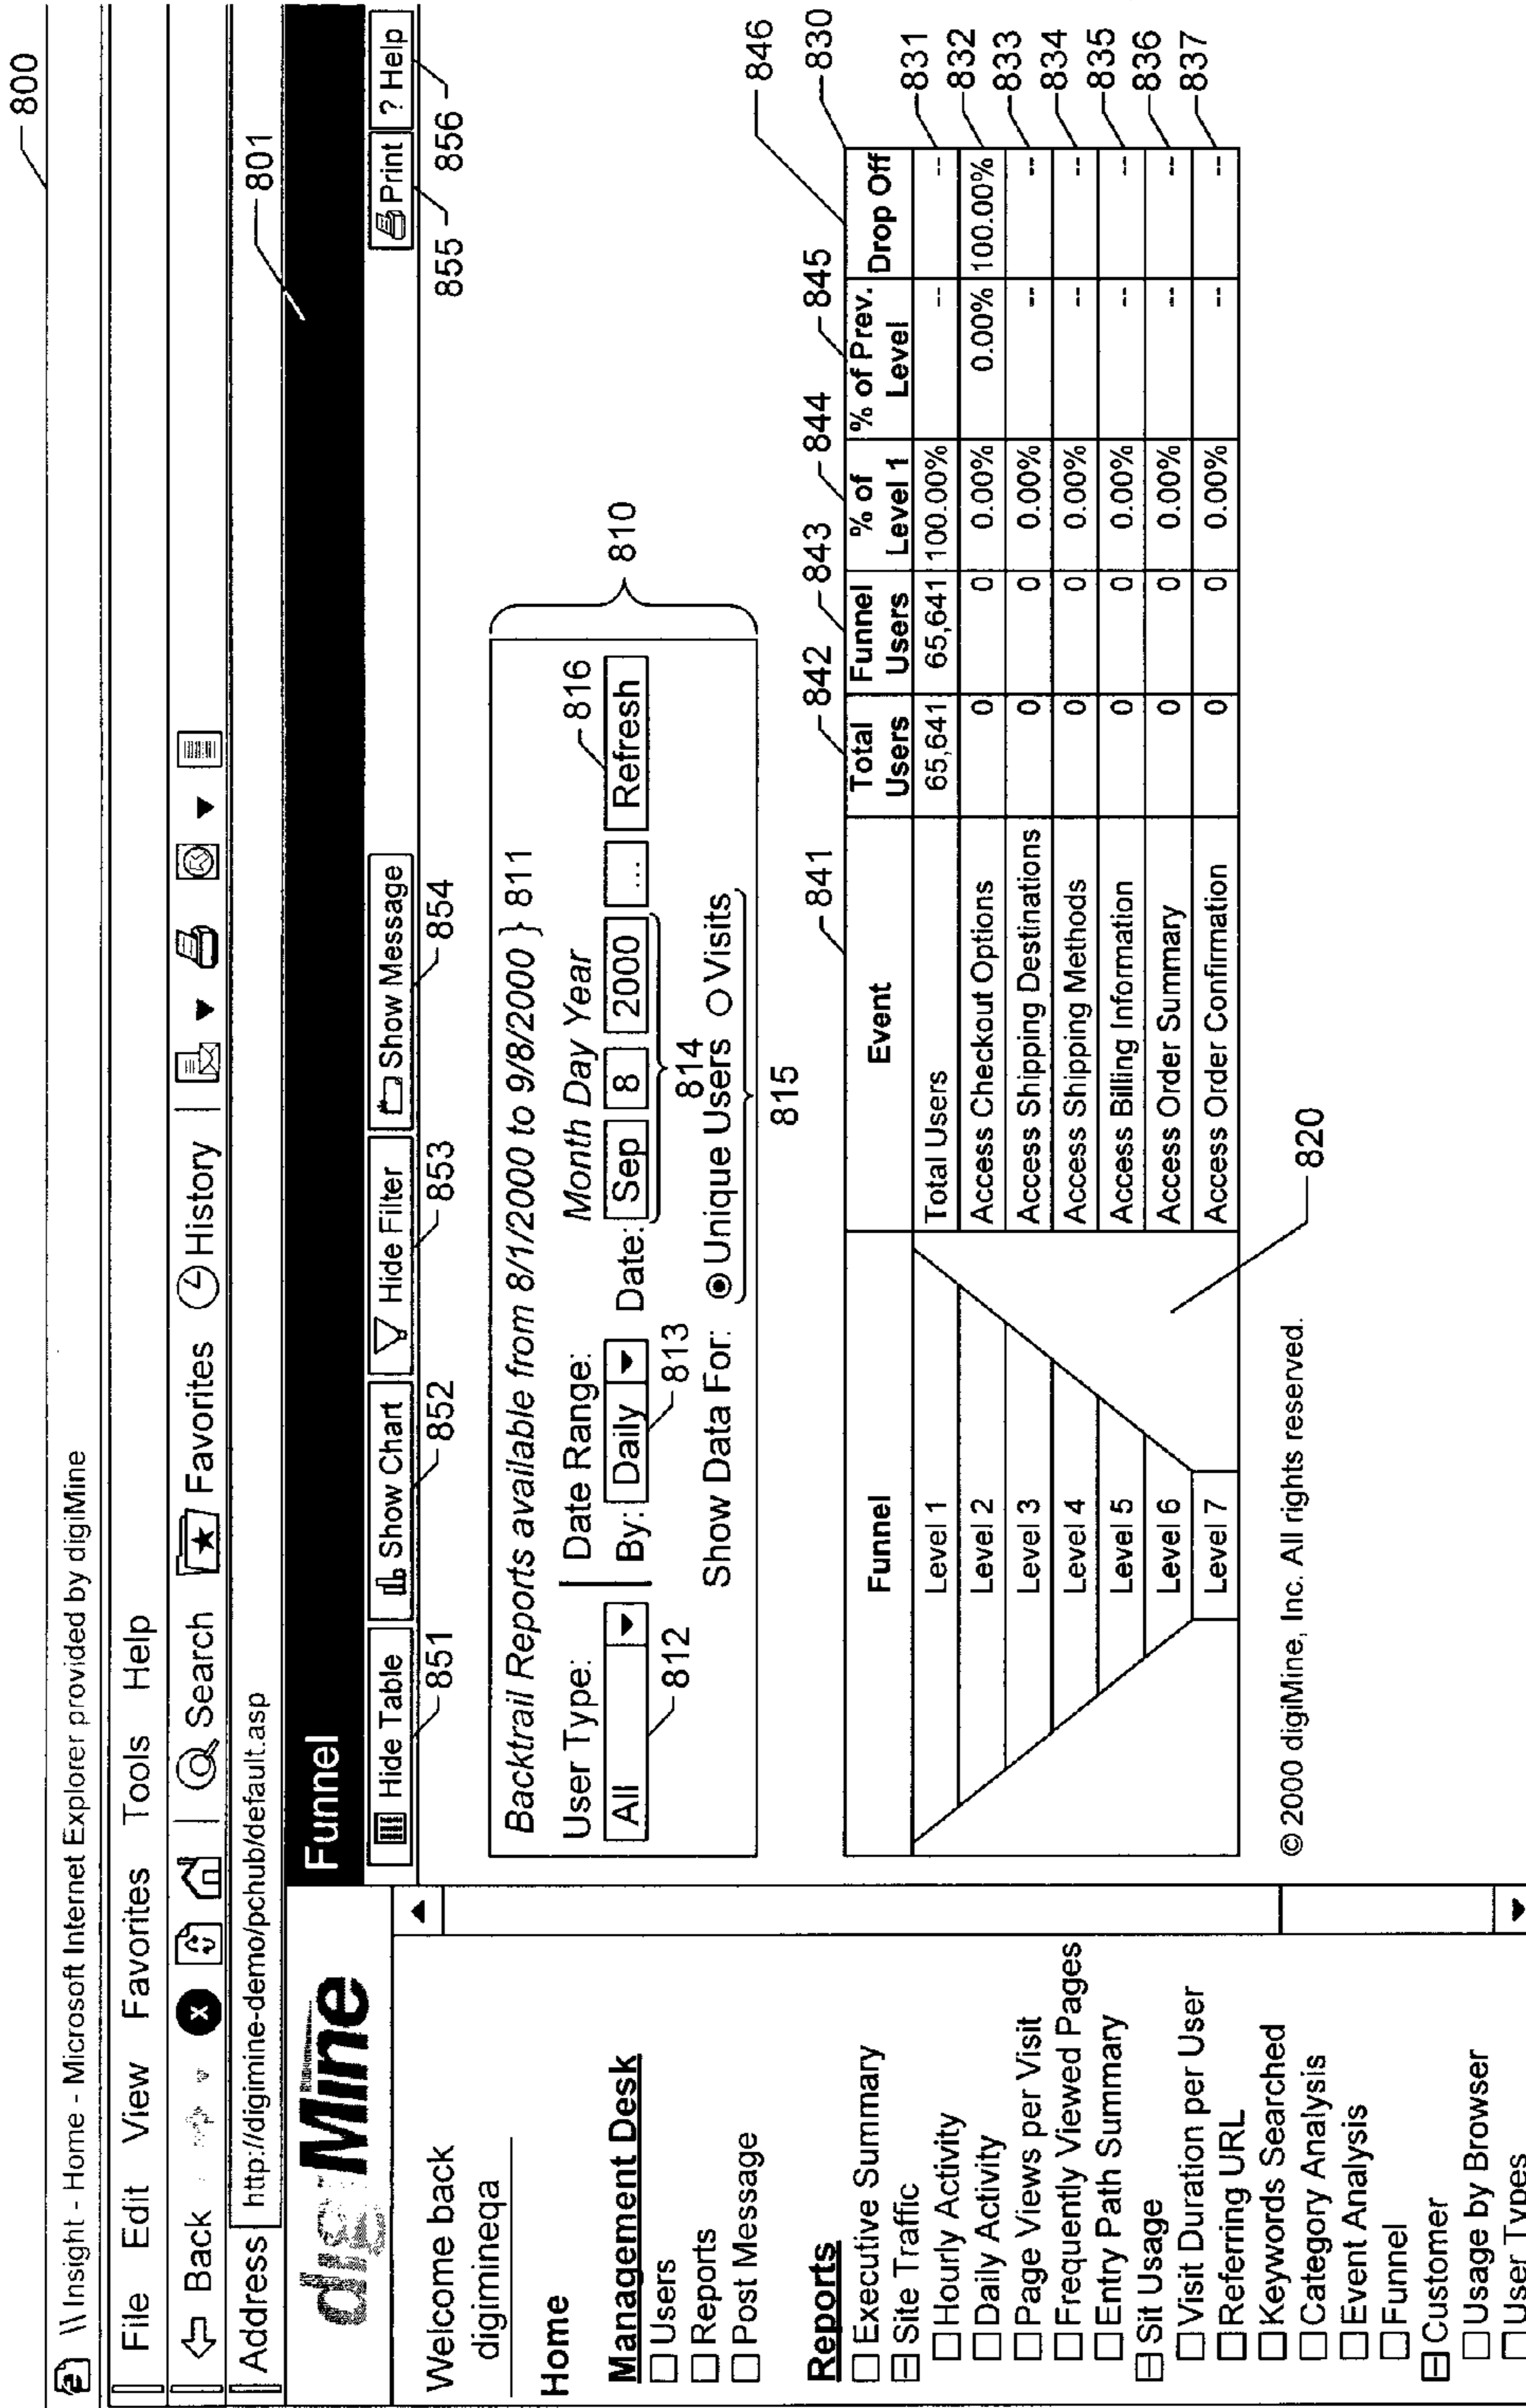 800
\\ Insight - Home - Microsoft Internet Explorer provided by digiMine
File Edit View Favorites Tools Help
Back Search Favorites History
Address http://digimine-demo/pchub/default.asp
digiMine
Funnel
801
Hide Table Show Chart Hide Filter Show Message Print ? Help
851 852 853 854 855 856
Welcome back
digimineqa
Home
Management Desk
Users
Reports
Post Message
Reports
Executive Summary
Site Traffic
Hourly Activity
Daily Activity
Page Views per Visit
Frequently Viewed Pages
Entry Path Summary
Sit Usage
Visit Duration per User
Referring URL
Keywords Searched
Category Analysis
Event Analysis
Funnel
Customer
Usage by Browser
User Types
Backtrail Reports available from 8/1/2000 to 9/8/2000 } 811
User Type: Date Range: Month Day Year 816
All By: Daily Date: Sep 8 2000 ... Refresh
812 813 814
Show Data For: Unique Users Visits
815
810
841 842 843 844 845 846
830
Funnel Event Total Users Funnel Users % of Level 1 % of Prev. Level Drop Off
Level 1 Total Users 65,641 65,641 100.00% -- -- 831
Level 2 Access Checkout Options 0 0 0.00% 0.00% 100.00% 832
Level 3 Access Shipping Destinations 0 0 0.00% -- -- 833
Level 4 Access Shipping Methods 0 0 0.00% -- -- 834
Level 5 Access Billing Information 0 0 0.00% -- -- 835
Level 6 Access Order Summary 0 0 0.00% -- -- 836
Level 7 Access Order Confirmation 0 0 0.00% -- -- 837
820
© 2000 digiMine, Inc. All rights reserved.